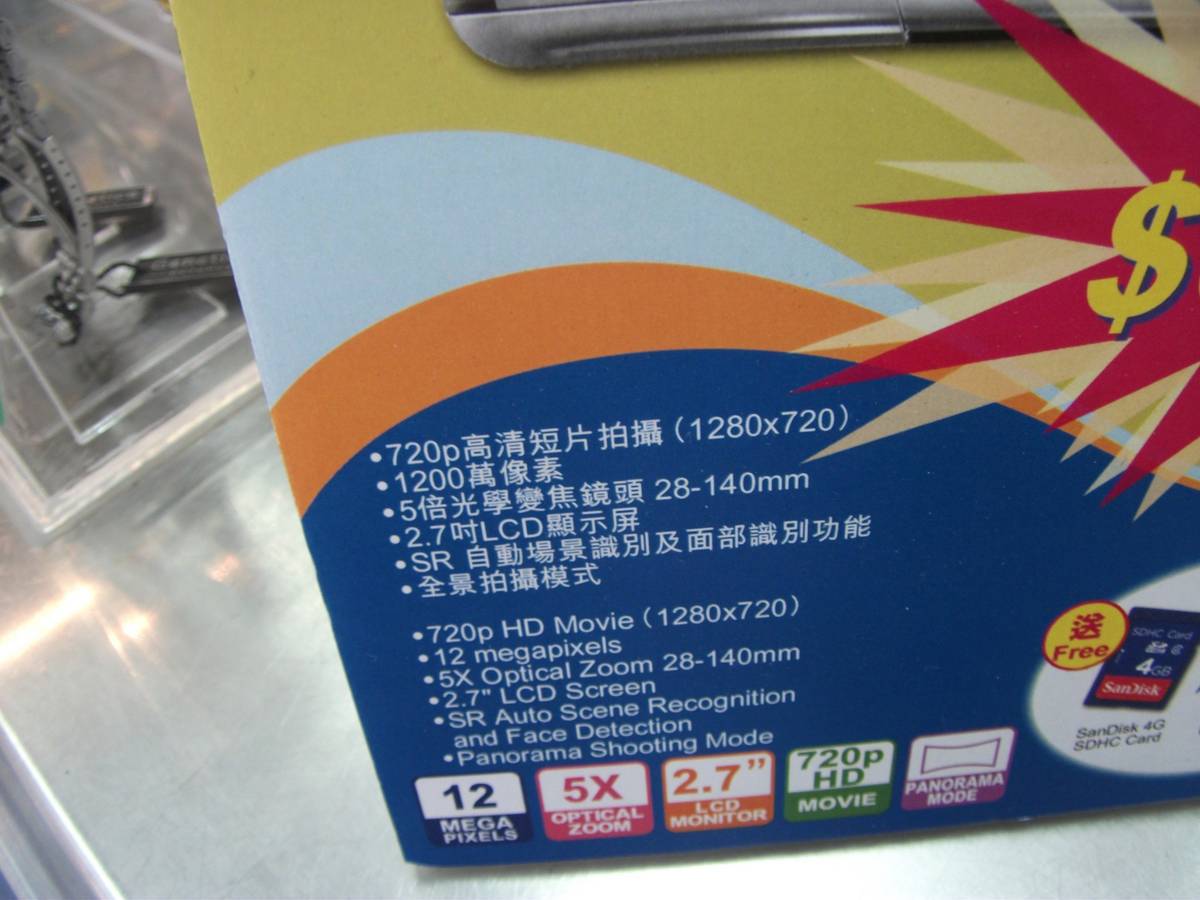 $
•720p高清短片拍攝 (1280x720)
•1200萬像素
•5倍光學變焦鏡頭 28-140mm
•2.7吋LCD顯示屏
•SR 自動場景識別及面部識別功能
•全景拍攝模式
•720p HD Movie (1280x720)
•12 megapixels
•5X Optical Zoom 28-140mm
•2.7" LCD Screen
•SR Auto Scene Recognition
and Face Detection
•Panorama Shooting Mode
送
Free
SDHC Card
4GB
SanDisk
SanDisk 4G
SDHC Card
12
MEGA
PIXELS
5X
OPTICAL
ZOOM
2.7”
LCD
MONITOR
720p
HD
MOVIE
PANORAMA
MODE